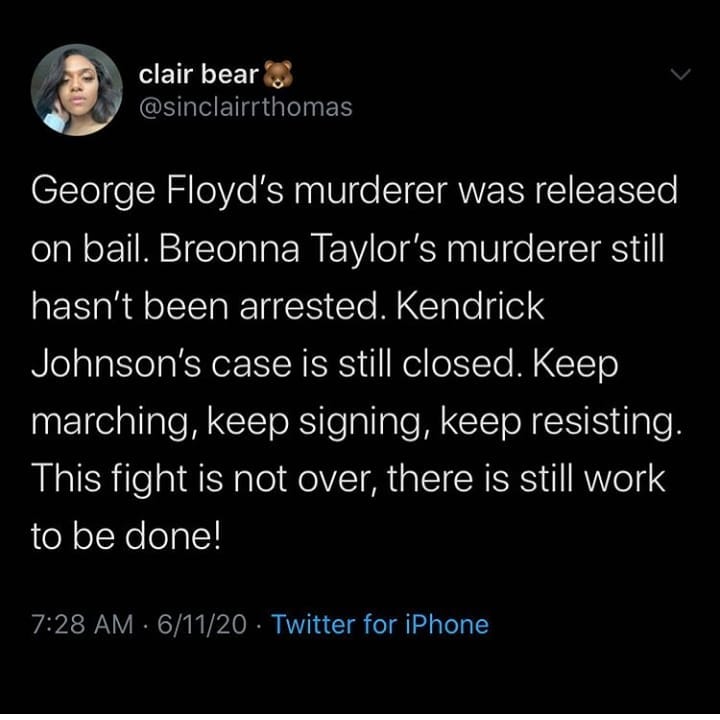 clair bear🐻
@sinclairrthomas
George Floyd's murderer was released
on bail. Breonna Taylor's murderer still
hasn't been arrested. Kendrick
Johnson's case is still closed. Keep
marching, keep signing, keep resisting.
This fight is not over, there is still work
to be done!
7:28 AM · 6/11/20 · Twitter for iPhone